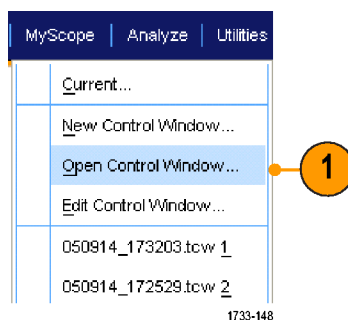 MyScope | Analyze | Utilities
Current...
New Control Window...
Open Control Window...
1
Edit Control Window...
050914_173203.tcw 1
050914_172529.tcw 2
1733-148